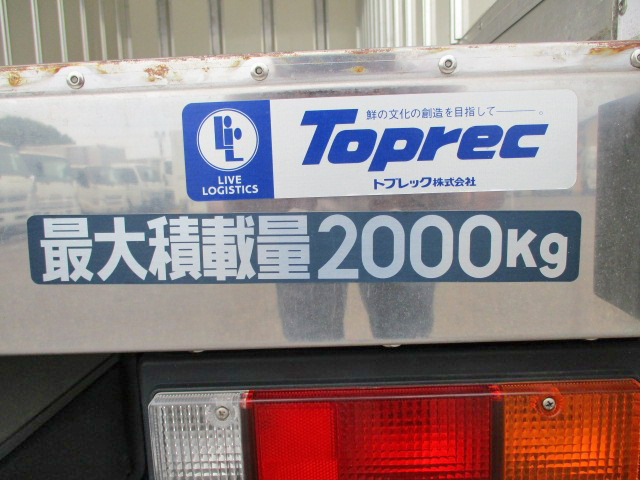 鮮の文化の創造を目指して――。
Toprec
LIVE
LOGISTICS
トプレック株式会社
最大積載量2000Kg